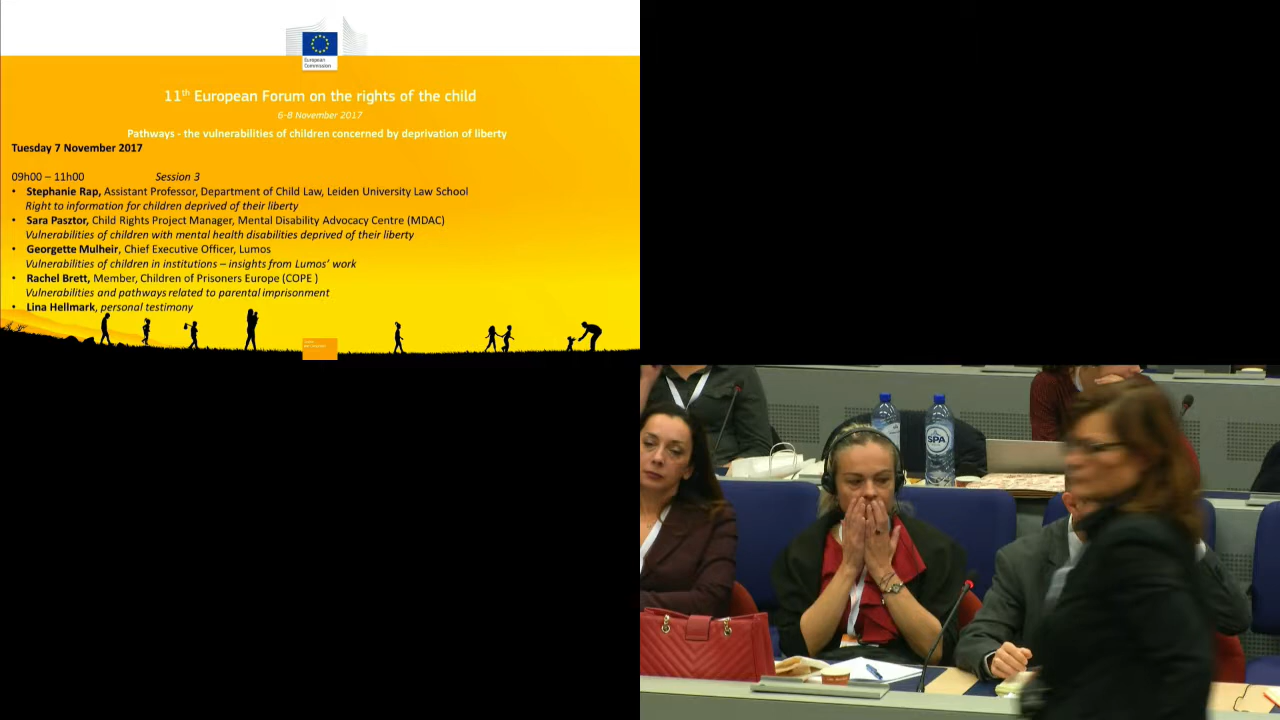 European
Commission
11th European Forum on the rights of the child
6-8 November 2017
Pathways - the vulnerabilities of children concerned by deprivation of liberty
Tuesday 7 November 2017
09h00 – 11h00 Session 3
• Stephanie Rap, Assistant Professor, Department of Child Law, Leiden University Law School
Right to information for children deprived of their liberty
• Sara Pasztor, Child Rights Project Manager, Mental Disability Advocacy Centre (MDAC)
Vulnerabilities of children with mental health disabilities deprived of their liberty
• Georgette Mulheir, Chief Executive Officer, Lumos
Vulnerabilities of children in institutions – insights from Lumos’ work
• Rachel Brett, Member, Children of Prisoners Europe (COPE )
Vulnerabilities and pathways related to parental imprisonment
• Lina Hellmark, personal testimony
SPA